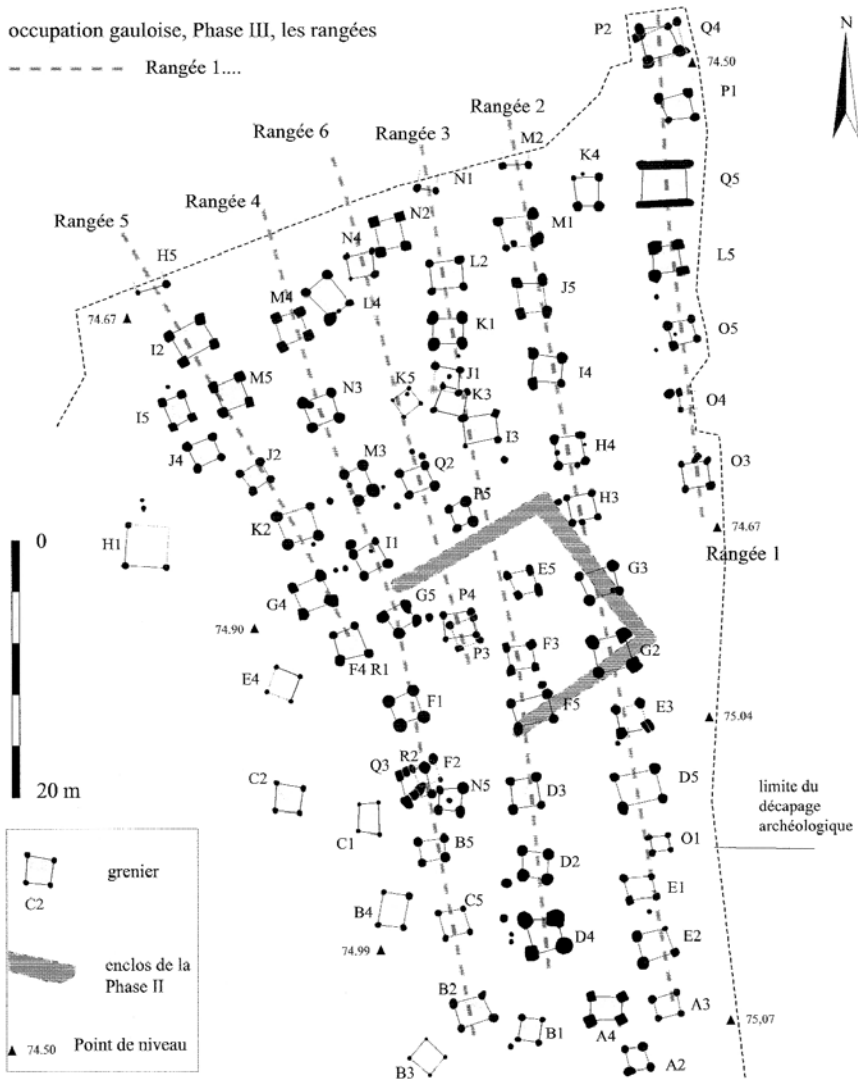 occupation gauloise, Phase III, les rangées
Rangée 1....
P2
Q4
N
74.50
P1
Rangée 2
Rangée 3
Rangée 6
M2
K4
N1
Q5
Rangée 4
N2
M1
Rangée 5
N4
L2
L5
H5
M4
L4
J5
74.67
K1
O5
I2
M5
N3
K5
J1
K3
I4
O4
I5
I3
J4
J2
M3
Q2
H4
O3
P5
K2
H3
74.67
H1
0
I1
Rangée 1
E5
G3
G4
G5
P4
74.90
P3
F3
G2
F4
R1
E4
F1
F5
E3
75.04
Q3
R2
F2
C2
N5
D3
D5
20 m
limite du
décapage
archéologique
C1
B5
O1
D2
grenier
C2
B4
C5
E1
D4
74.99
E2
enclos de la
Phase II
B2
A3
75,07
B1
A4
74.50
Point de niveau
B3
A2